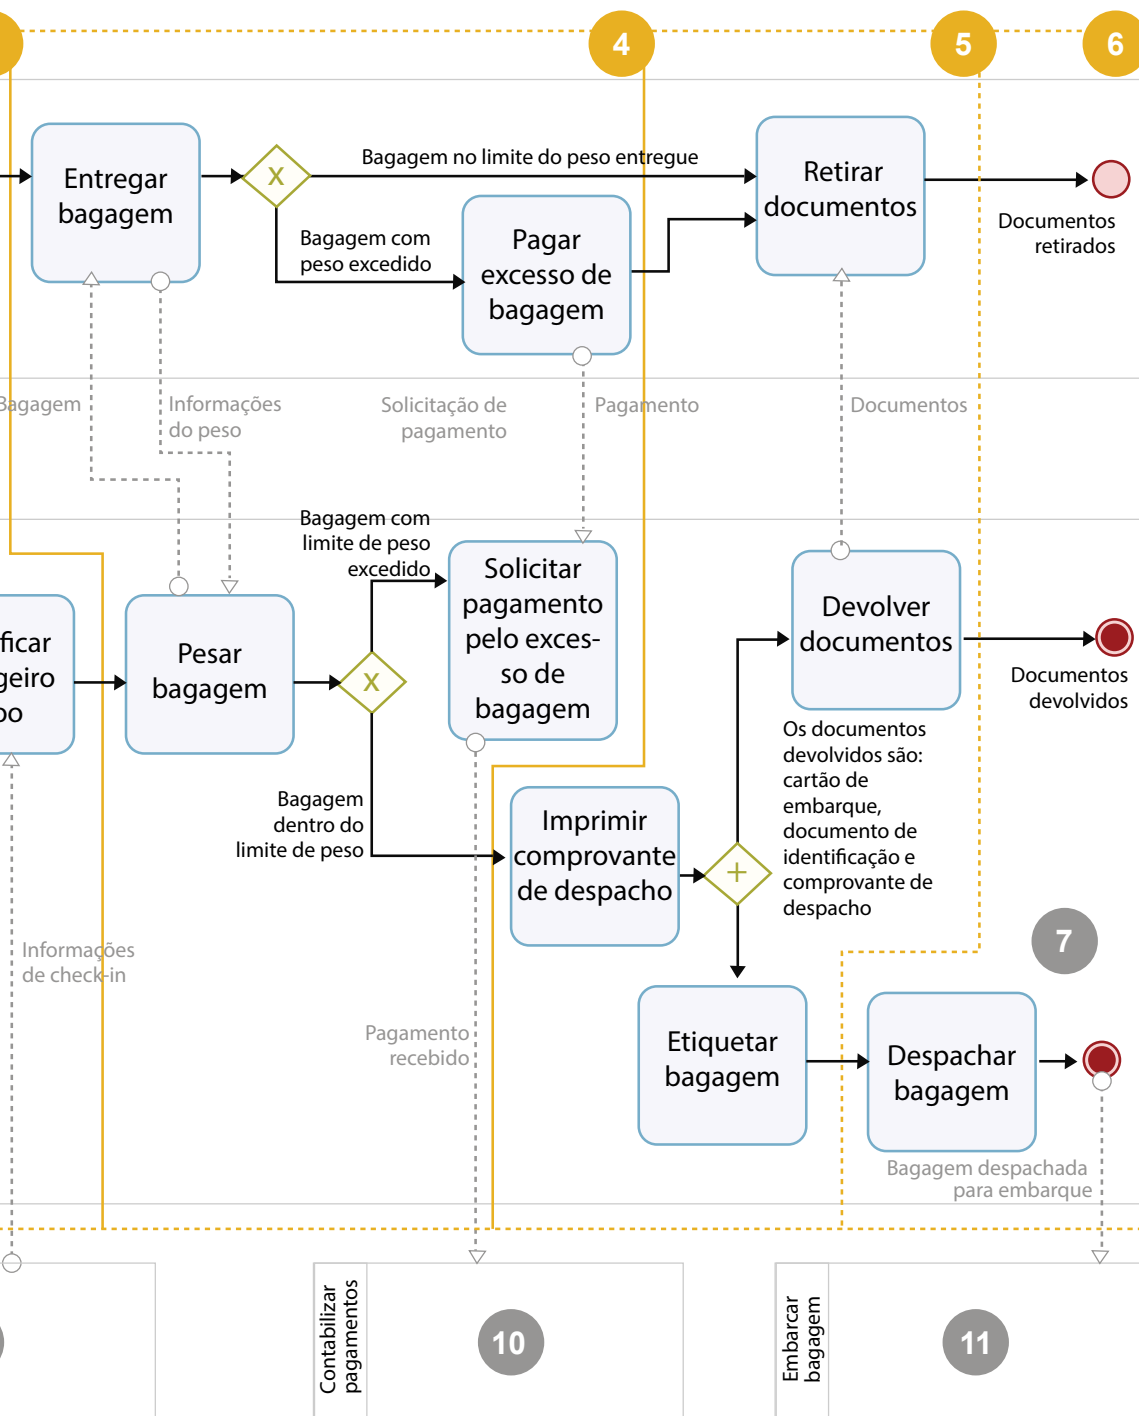 4
5
6
Entregar
bagagem
X
Bagagem no limite do peso entregue
Retirar
documentos
Documentos
retirados
Bagagem com
peso excedido
Pagar
excesso de
bagagem
Bagagem
Informações
do peso
Solicitação de
pagamento
Pagamento
Documentos
Bagagem com
limite de peso
excedido
Solicitar
pagamento
pelo exces-
so de
bagagem
Devolver
documentos
Documentos
devolvidos
ficar
geiro
oo
Pesar
bagagem
X
Os documentos
devolvidos são:
cartão de
embarque,
documento de
identificação e
comprovante de
despacho
Bagagem
dentro do
limite de peso
Imprimir
comprovante
de despacho
+
7
Informações
de check-in
Pagamento
recebido
Etiquetar
bagagem
Despachar
bagagem
Bagagem despachada
para embarque
Contabilizar
pagamentos
10
Embarcar
bagagem
11